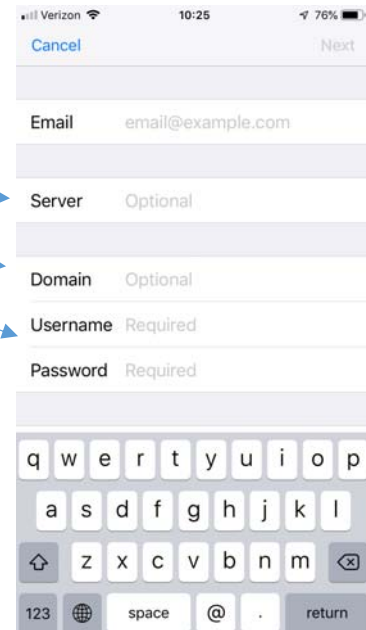 Verizon 10:25 76%
Cancel Next
Email email@example.com
Server Optional
Domain Optional
Username Required
Password Required
q w e r t y u i o p
a s d f g h j k l
z x c v b n m
123 space @ . return